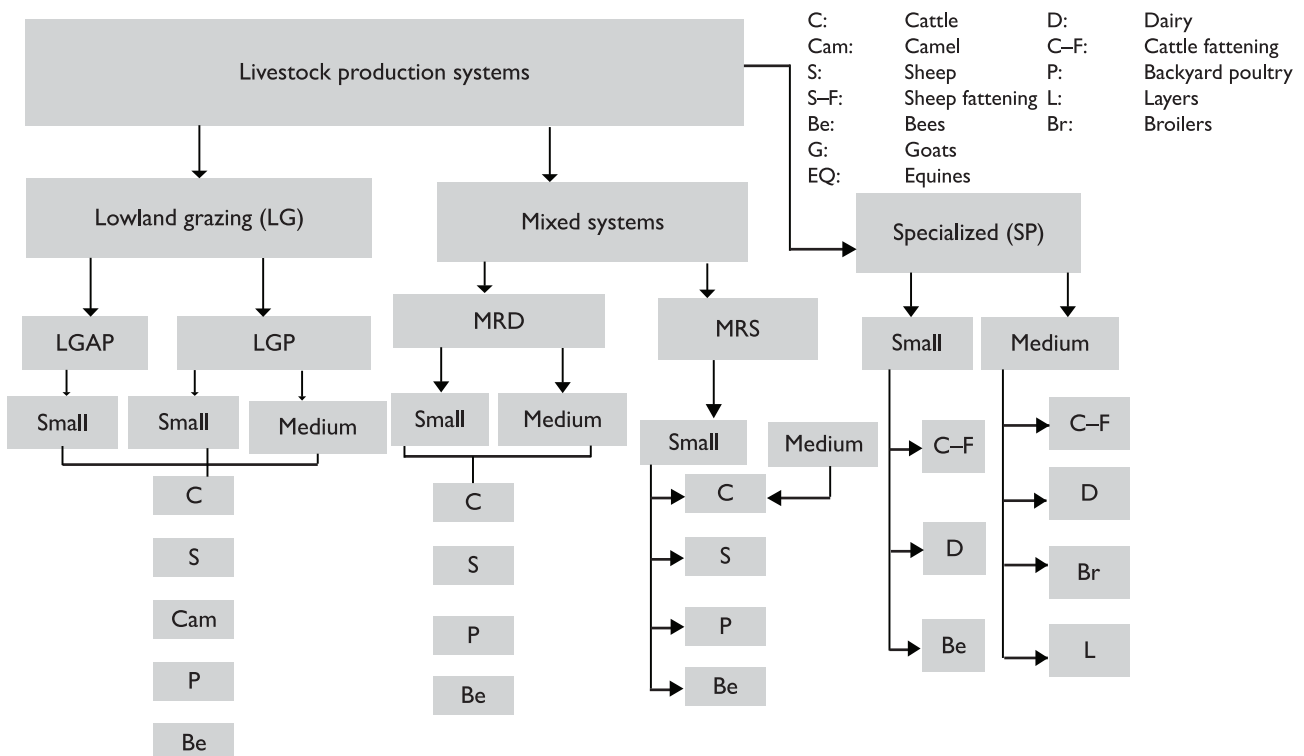 C: Cattle D: Dairy
Cam: Camel C–F: Cattle fattening
S: Sheep P: Backyard poultry
S–F: Sheep fattening L: Layers
Be: Bees Br: Broilers
G: Goats
EQ: Equines
Livestock production systems
Lowland grazing (LG)
Mixed systems
Specialized (SP)
LGAP
LGP
MRD
MRS
Small
Medium
Small
Small
Medium
Small
Medium
Small
Medium
C
S
Cam
P
Be
C
S
P
Be
C
S
P
Be
C–F
D
Be
C–F
D
Br
L